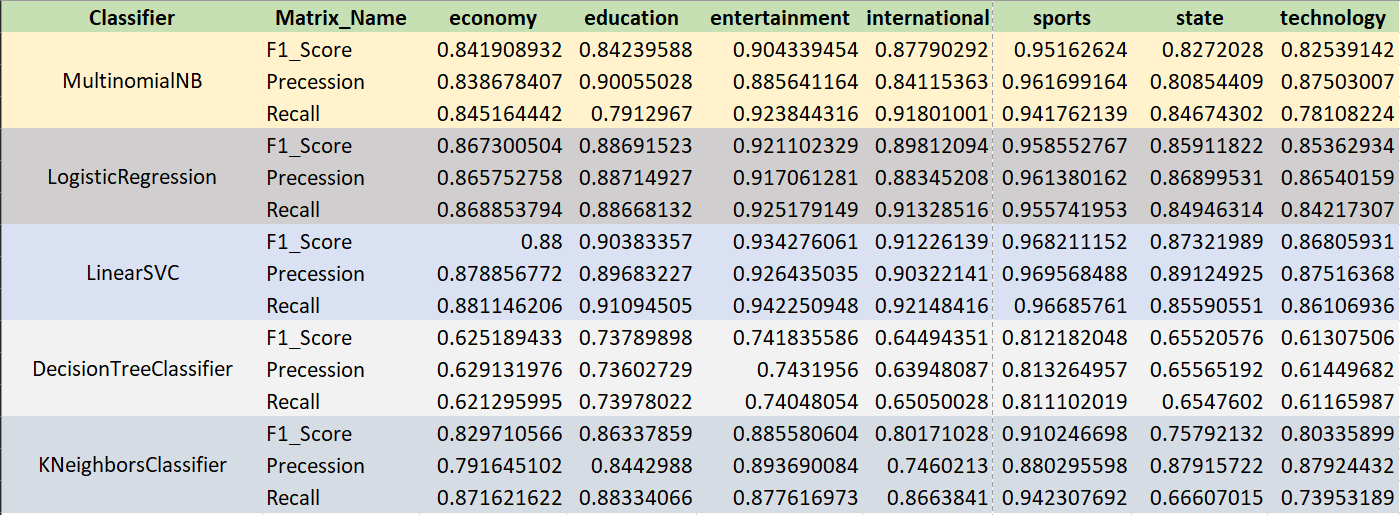 Classifier Matrix_Name economy education entertainment international sports state technology
F1_Score 0.841908932 0.84239588 0.904339454 0.87790292 0.95162624 0.8272028 0.82539142
MultinomialNB Precession 0.838678407 0.90055028 0.885641164 0.84115363 0.961699164 0.80854409 0.87503007
Recall 0.845164442 0.7912967 0.923844316 0.91801001 0.941762139 0.84674302 0.78108224
F1_Score 0.867300504 0.88691523 0.921102329 0.89812094 0.958552767 0.85911822 0.85362934
LogisticRegression Precession 0.865752758 0.88714927 0.917061281 0.88345208 0.961380162 0.86899531 0.86540159
Recall 0.868853794 0.88668132 0.925179149 0.91328516 0.955741953 0.84946314 0.84217307
F1_Score 0.88 0.90383357 0.934276061 0.91226139 0.968211152 0.87321989 0.86805931
LinearSVC Precession 0.878856772 0.89683227 0.926435035 0.90322141 0.969568488 0.89124925 0.87516368
Recall 0.881146206 0.91094505 0.942250948 0.92148416 0.96685761 0.85590551 0.86106936
F1_Score 0.625189433 0.73789898 0.741835586 0.64494351 0.812182048 0.65520576 0.61307506
DecisionTreeClassifier Precession 0.629131976 0.73602729 0.7431956 0.63948087 0.813264957 0.65565192 0.61449682
Recall 0.621295995 0.73978022 0.74048054 0.65050028 0.811102019 0.6547602 0.61165987
F1_Score 0.829710566 0.86337859 0.885580604 0.80171028 0.910246698 0.75792132 0.80335899
KNeighborsClassifier Precession 0.791645102 0.8442988 0.893690084 0.7460213 0.880295598 0.87915722 0.87924432
Recall 0.871621622 0.88334066 0.877616973 0.8663841 0.942307692 0.66607015 0.73953189